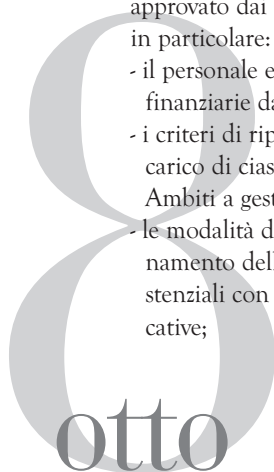 approvato dai
in particolare:
- il personale e
finanziarie da
- i criteri di rip
carico di cias
Ambiti a gest
- le modalità d
namento dell
stenziali con
cative;
8
otto